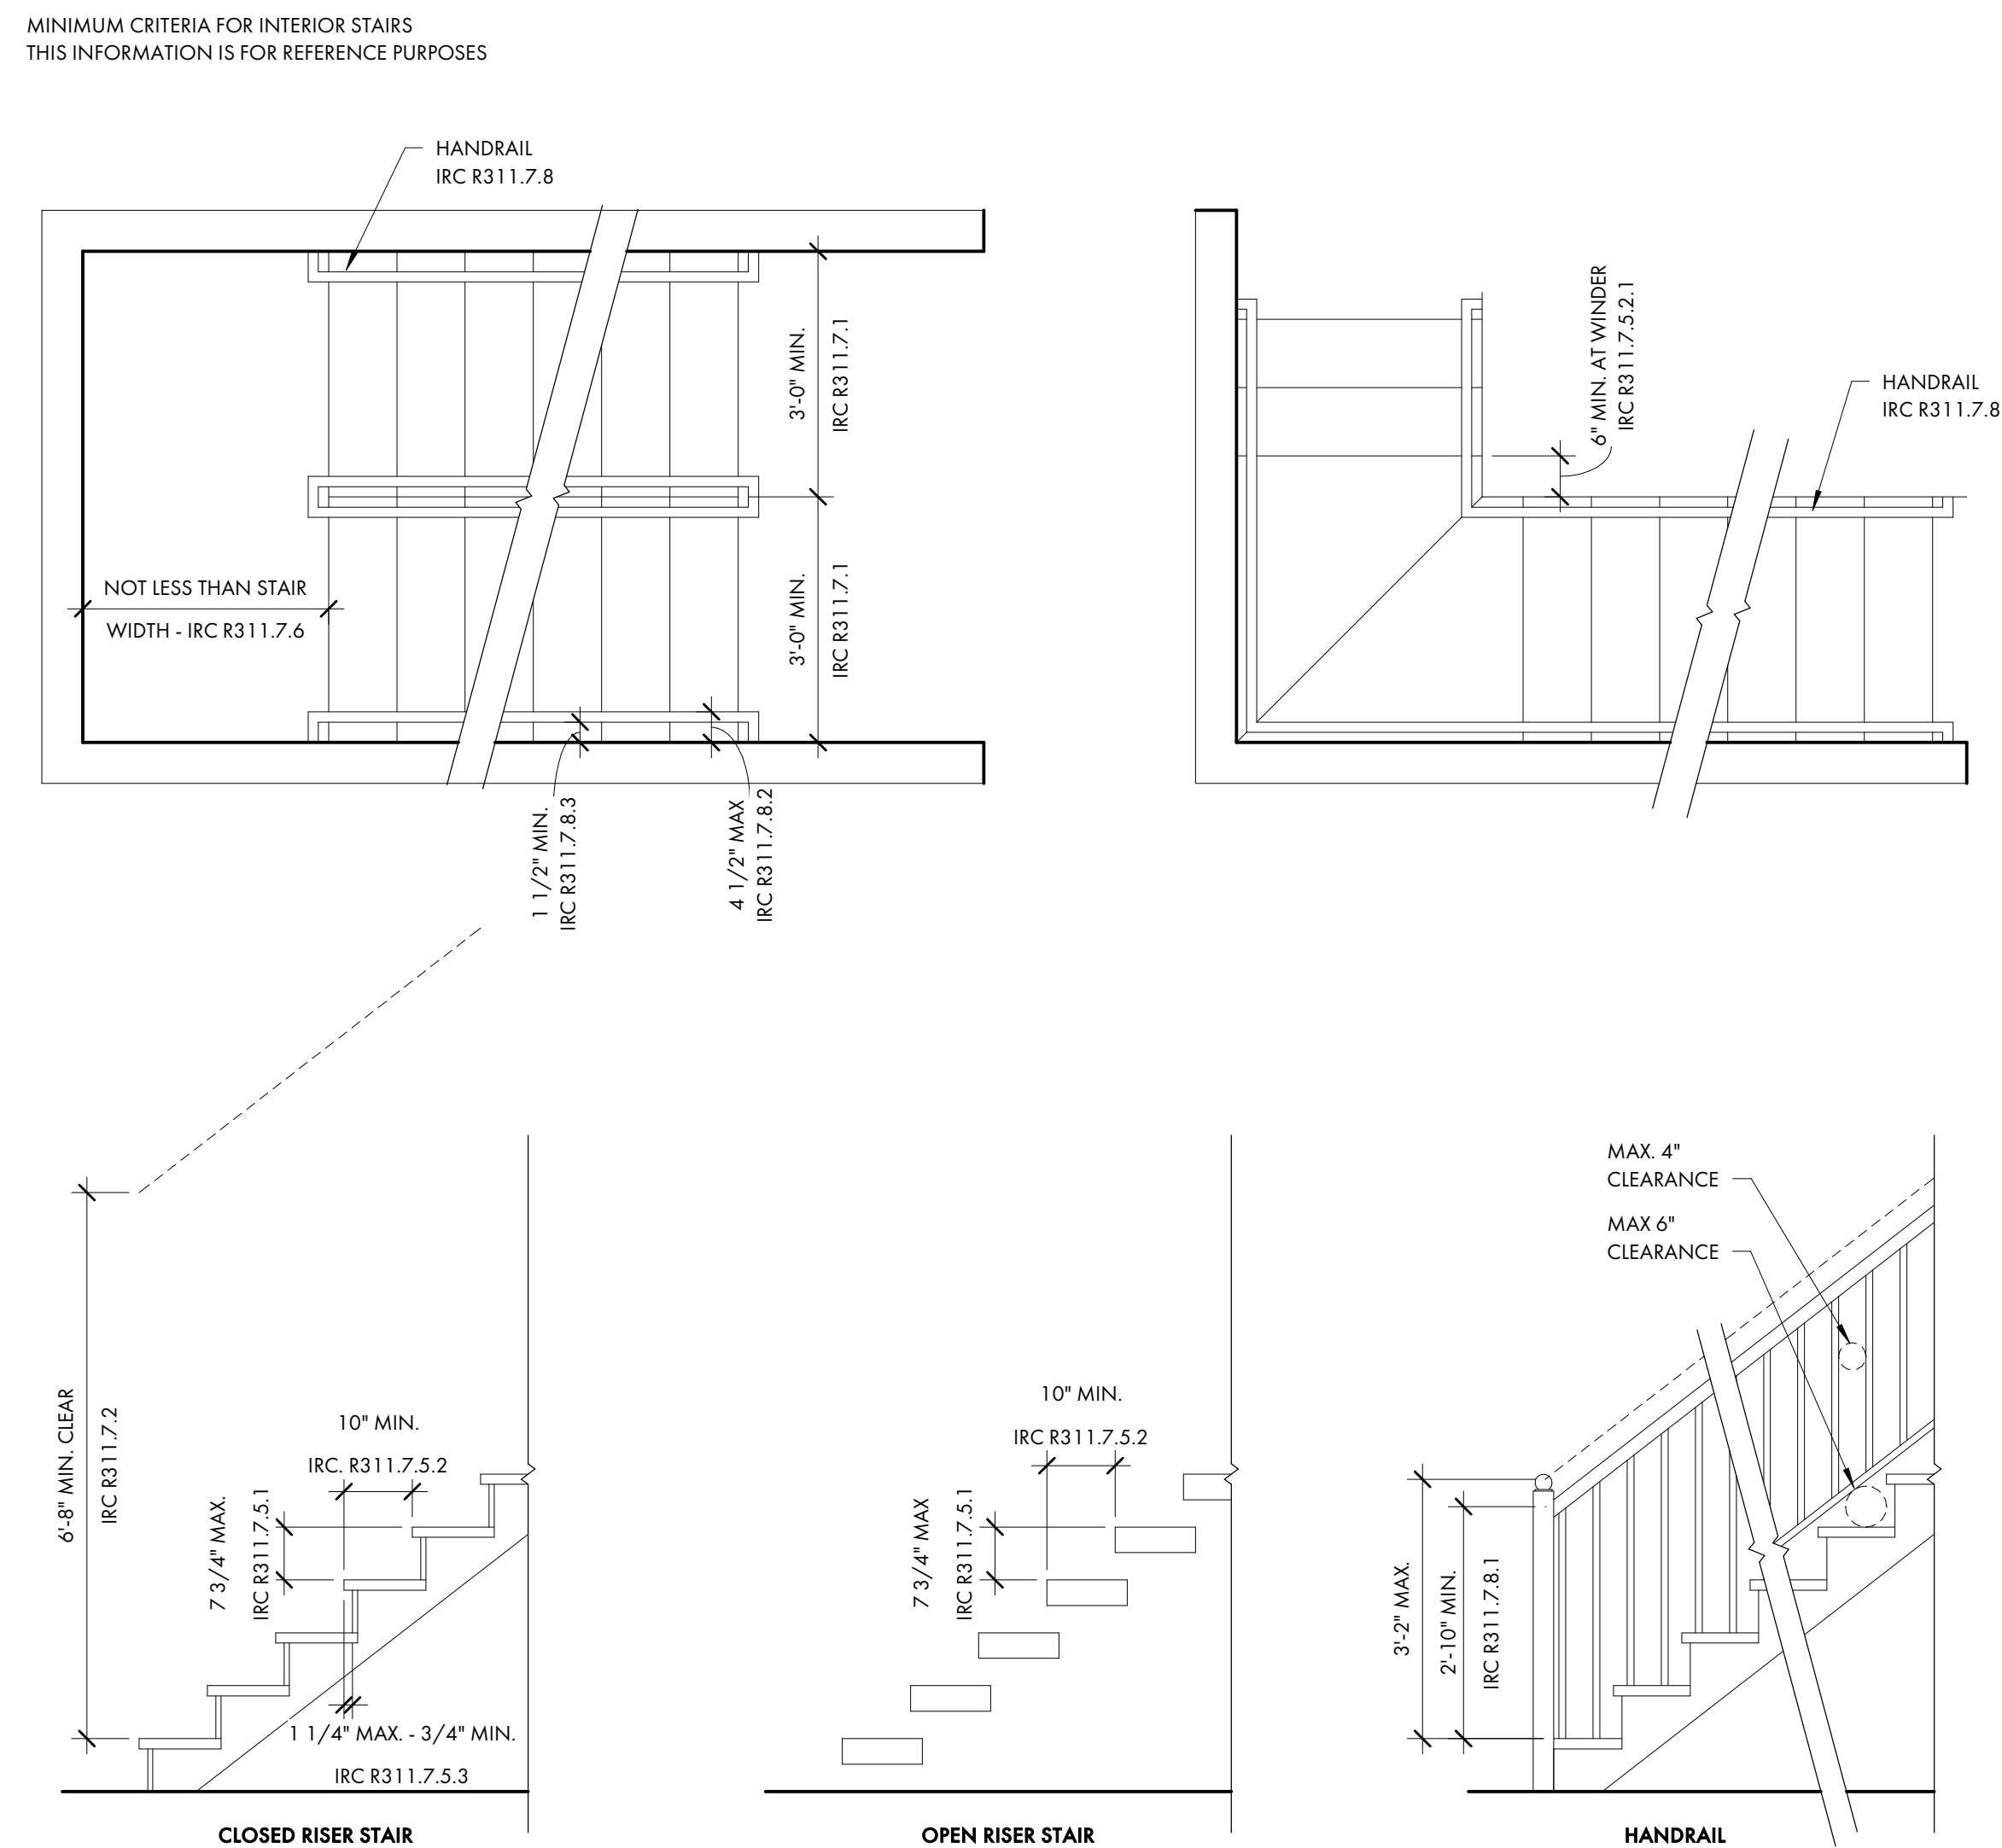 MINIMUM CRITERIA FOR INTERIOR STAIRS
THIS INFORMATION IS FOR REFERENCE PURPOSES
HANDRAIL
IRC R311.7.8
3'-0" MIN.
IRC R311.7.1
NOT LESS THAN STAIR
WIDTH - IRC R311.7.6
3'-0" MIN.
IRC R311.7.1
1 1/2" MIN.
IRC R311.7.8.3
4 1/2" MAX
IRC R311.7.8.2
6" MIN. AT WINDER
IRC R311.7.5.2.1
HANDRAIL
IRC R311.7.8
6'-8" MIN. CLEAR
IRC R311.7.2
10" MIN.
IRC. R311.7.5.2
7 3/4" MAX.
IRC R311.7.5.1
1 1/4" MAX. - 3/4" MIN.
IRC R311.7.5.3
CLOSED RISER STAIR
10" MIN.
IRC R311.7.5.2
7 3/4" MAX
IRC R311.7.5.1
OPEN RISER STAIR
MAX. 4"
CLEARANCE
MAX 6"
CLEARANCE
3'-2" MAX.
2'-10" MIN.
IRC R311.7.8.1
HANDRAIL